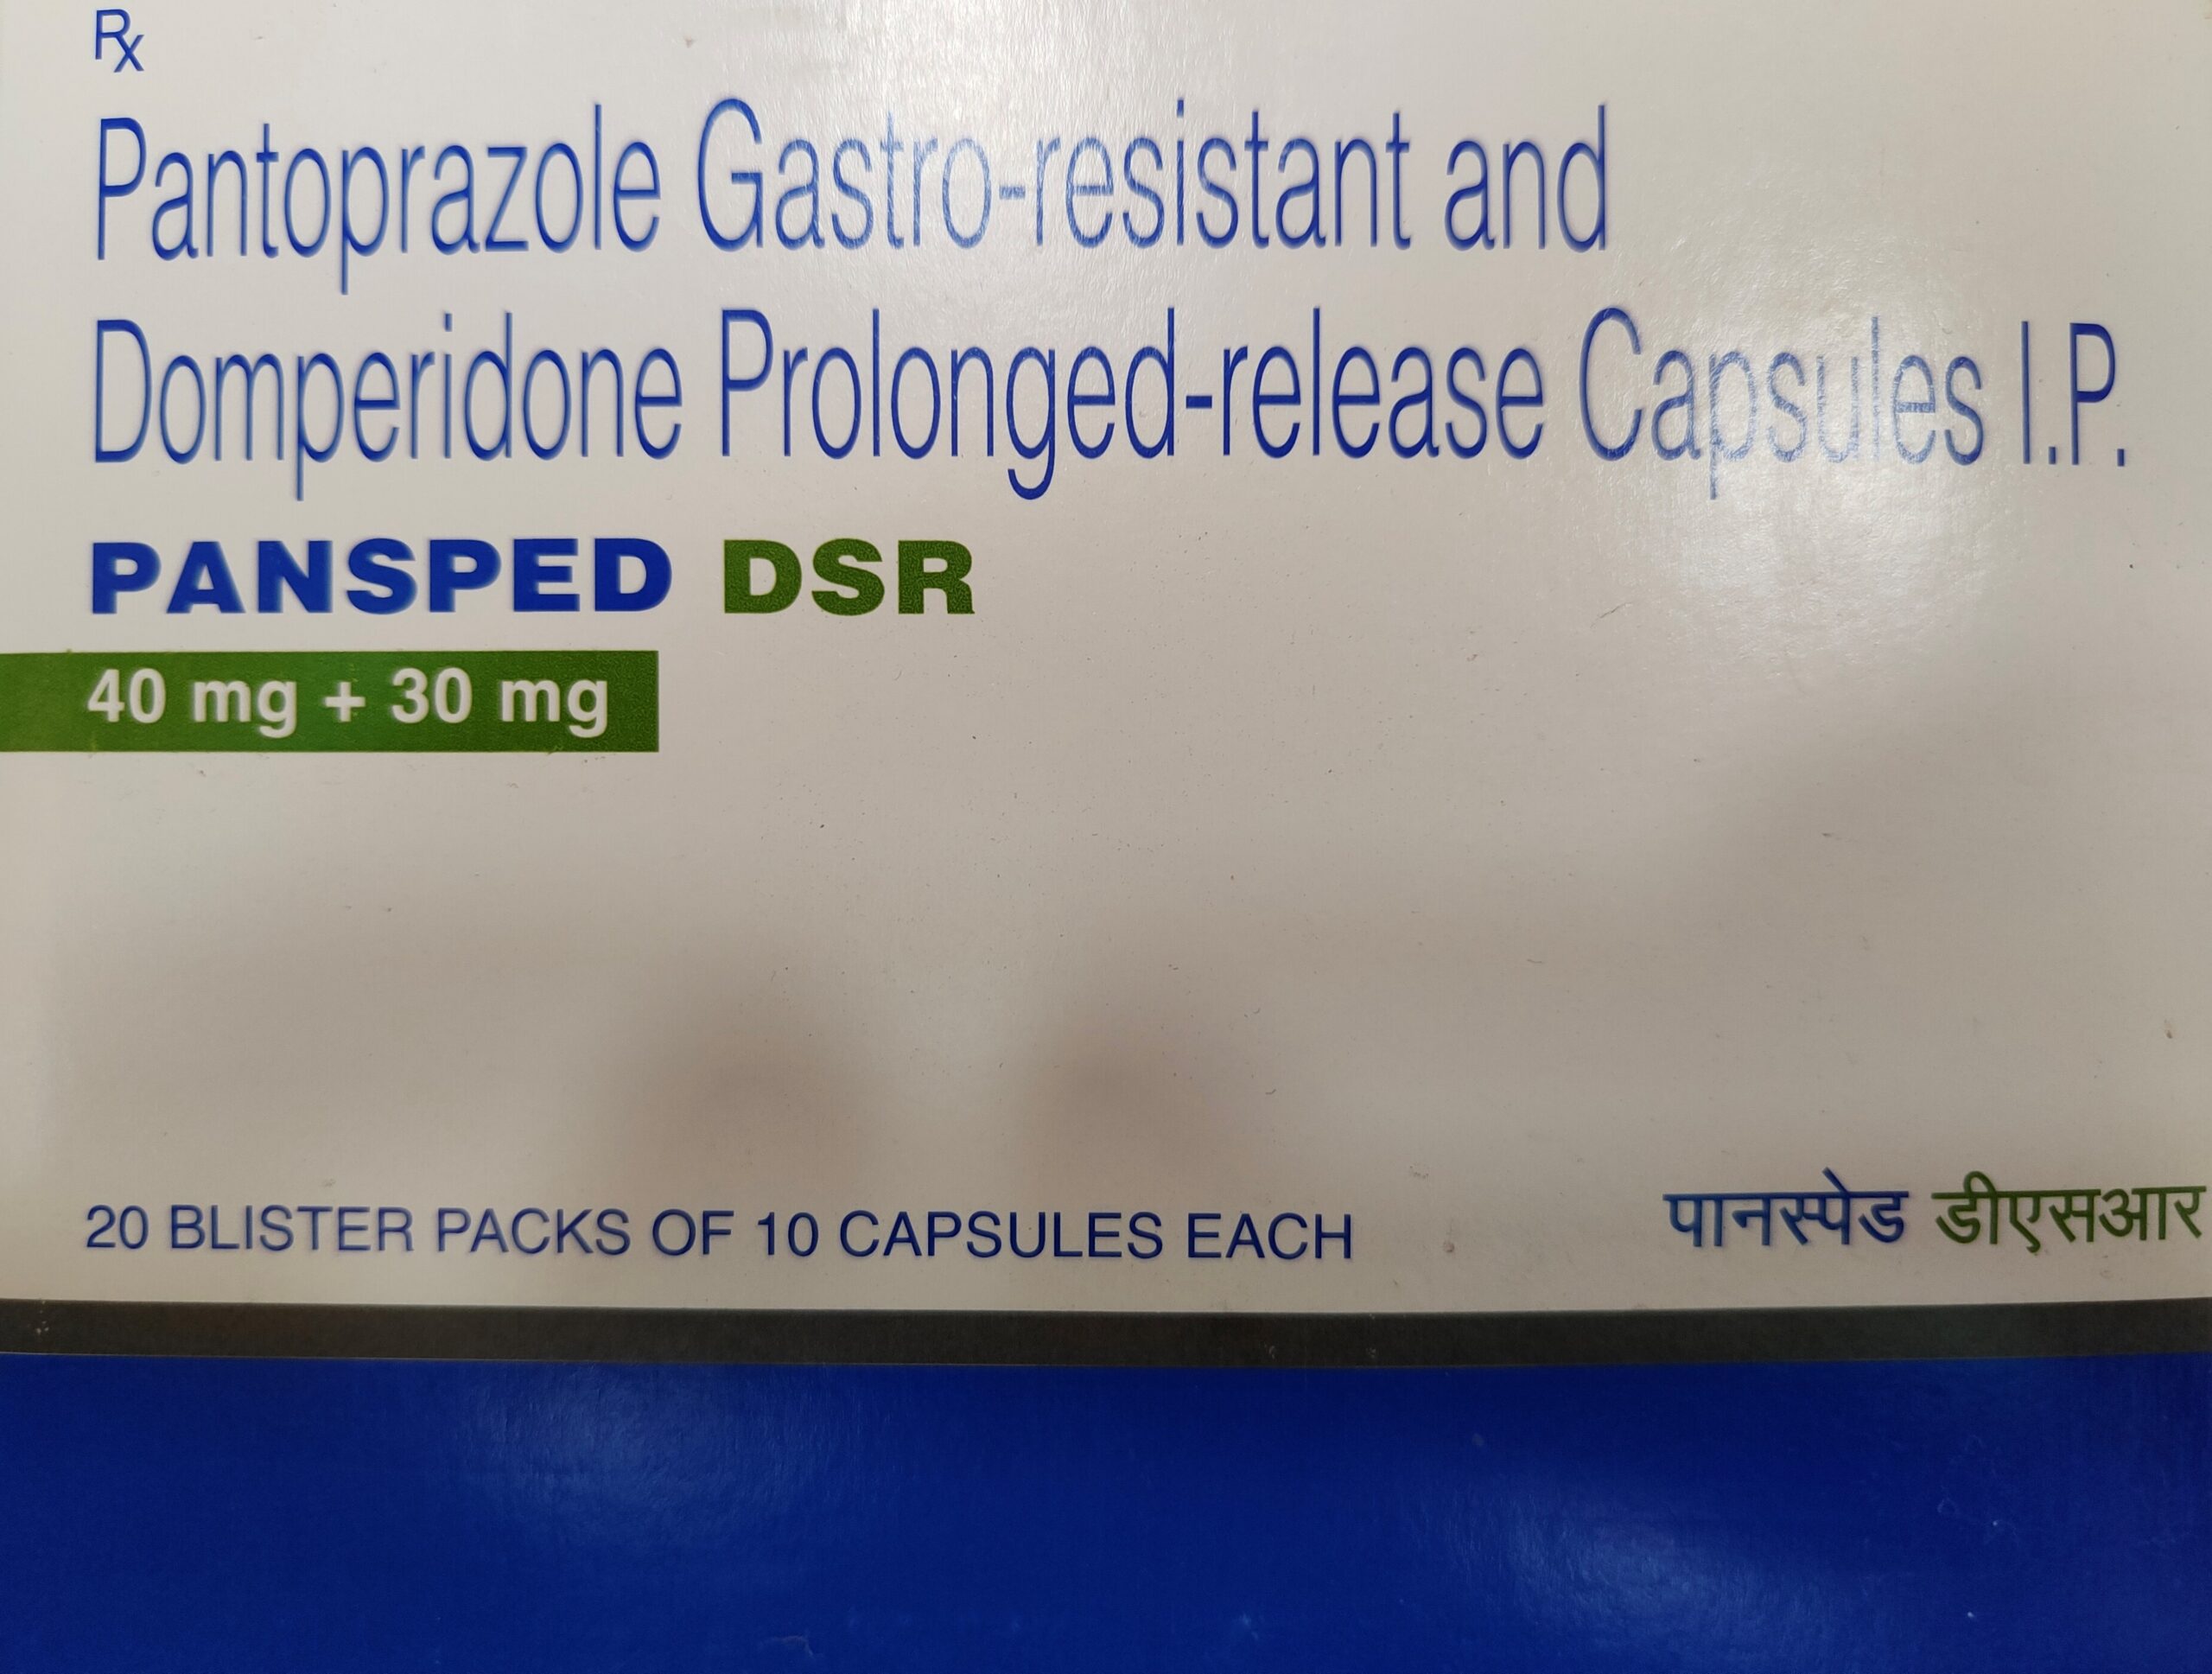 Rx
Pantoprazole Gastro-resistant and
Domperidone Prolonged-release Capsules I.P.
PANSPED DSR
40 mg + 30 mg
20 BLISTER PACKS OF 10 CAPSULES EACH
पानस्पेड डीएसआर